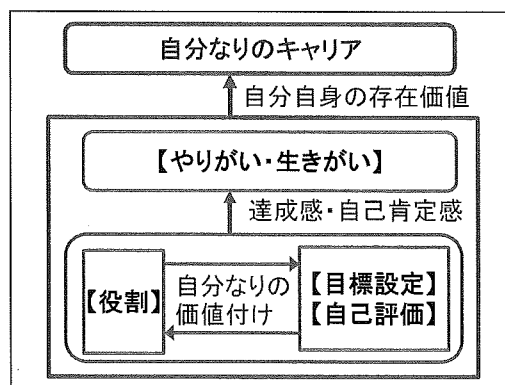 自分なりのキャリア
自分自身の存在価値
【やりがい・生きがい】
達成感・自己肯定感
【役割】
自分なりの
価値付け
【目標設定】
【自己評価】